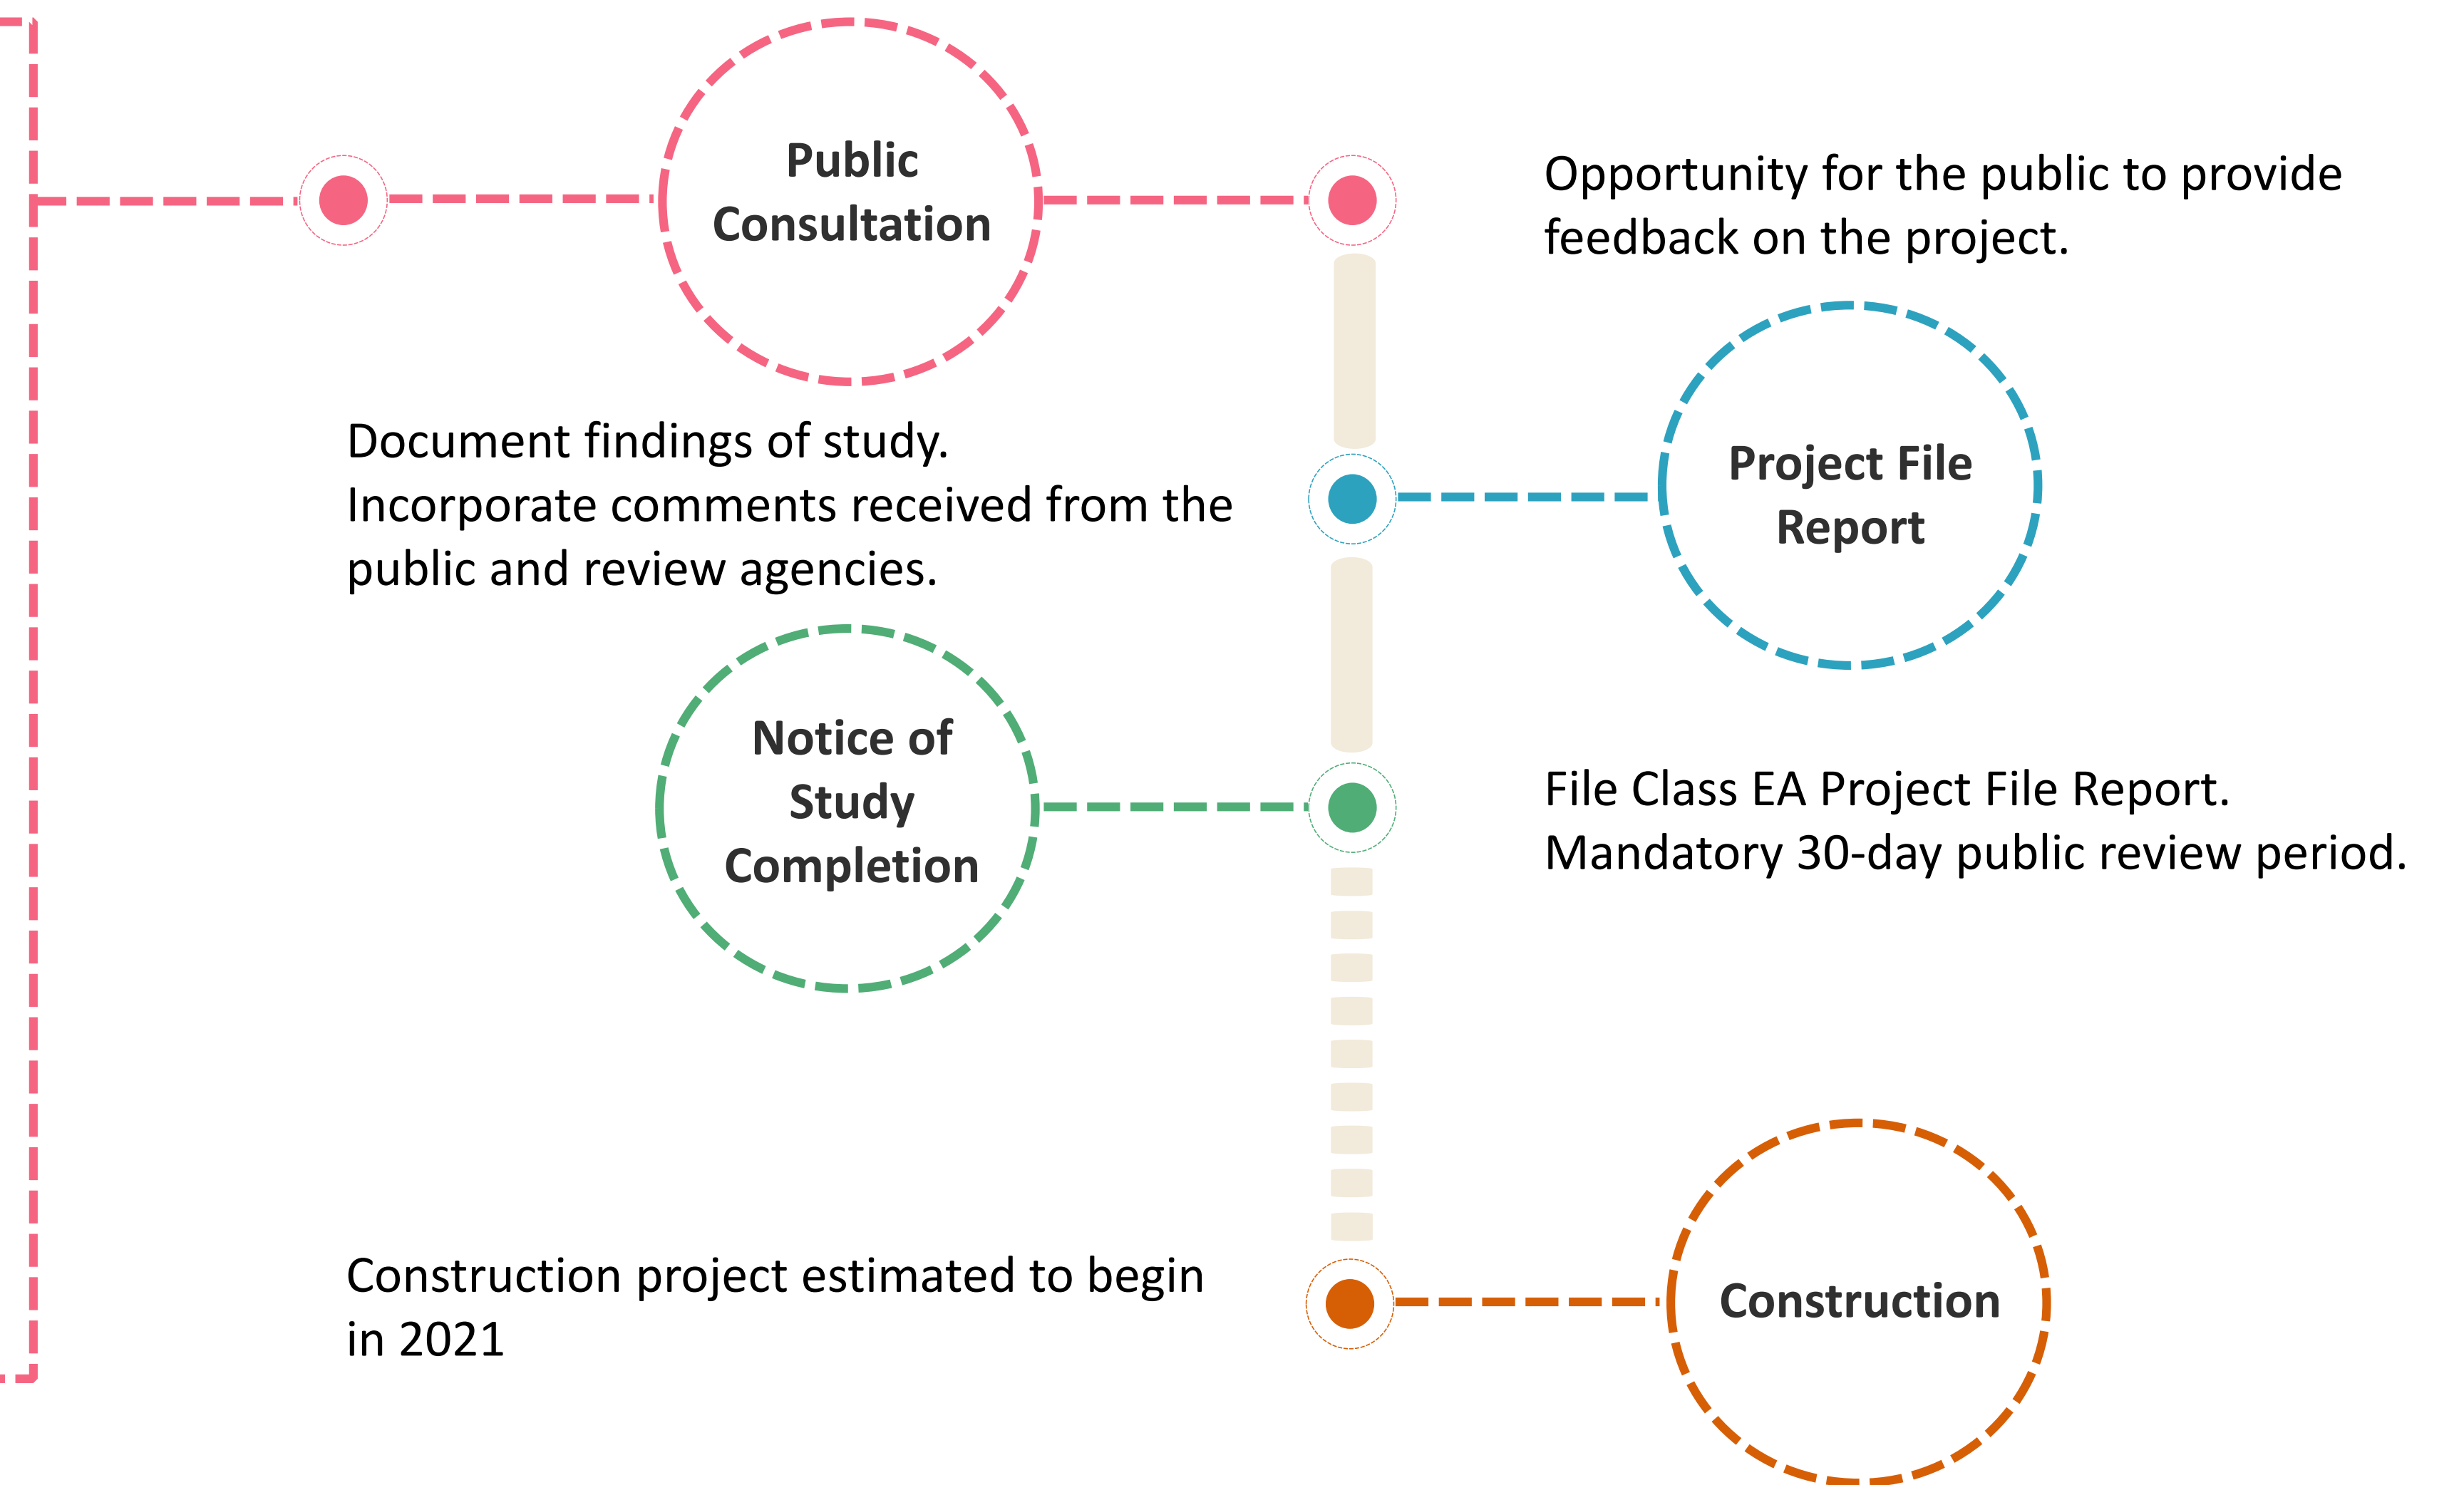 Public
Consultation
Opportunity for the public to provide
feedback on the project.
Project File
Report
Document findings of study.
Incorporate comments received from the
public and review agencies.
Notice of
Study
Completion
File Class EA Project File Report.
Mandatory 30-day public review period.
Construction
Construction project estimated to begin
in 2021